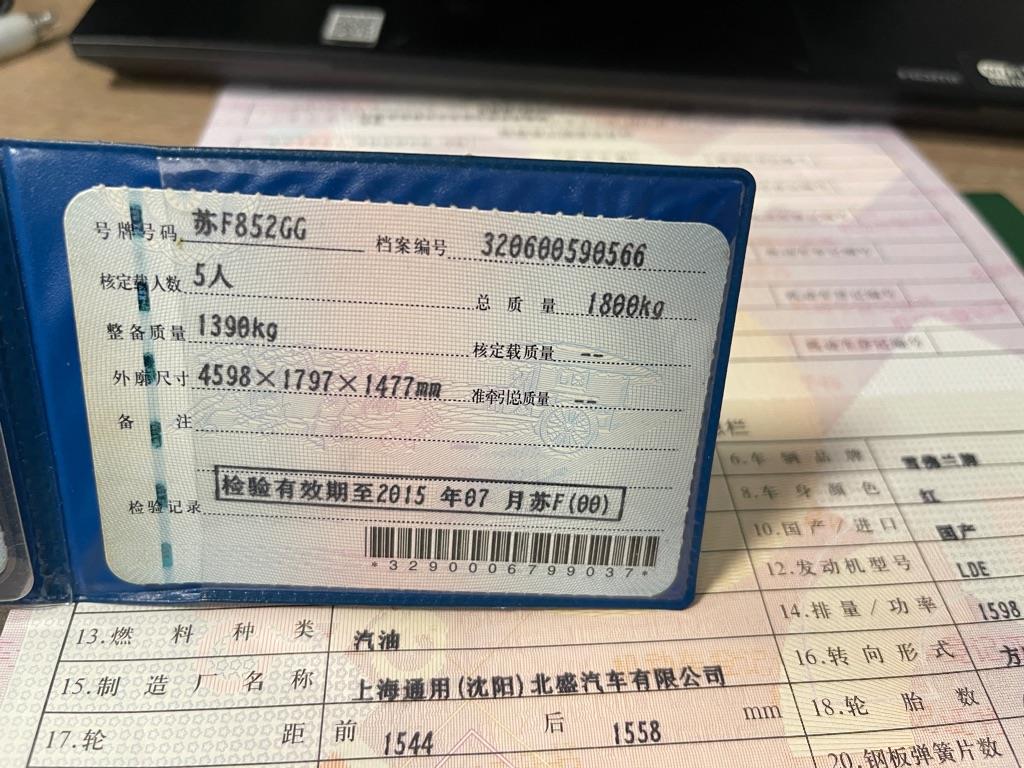 号牌号码 苏F852GG 档案编号 320600590566
核定载人数 5人 总质量 1800kg
整备质量 1390kg 核定载质量 --
外廓尺寸 4598×1797×1477mm 准牵引总质量 --
备注
检验记录 检验有效期至2015 年07 月苏F(00)
*3290006799037*
栏
6.车辆品牌 雪佛兰牌
8.车身颜色 红
10.国产/进口 国产
12.发动机型号 LDE
13.燃料种类 汽油 14.排量/功率 1598
15.制造厂名称 上海通用(沈阳)北盛汽车有限公司 16.转向形式 方
17.轮距 前 1544 后 1558 mm 18.轮胎数
20.钢板弹簧片数